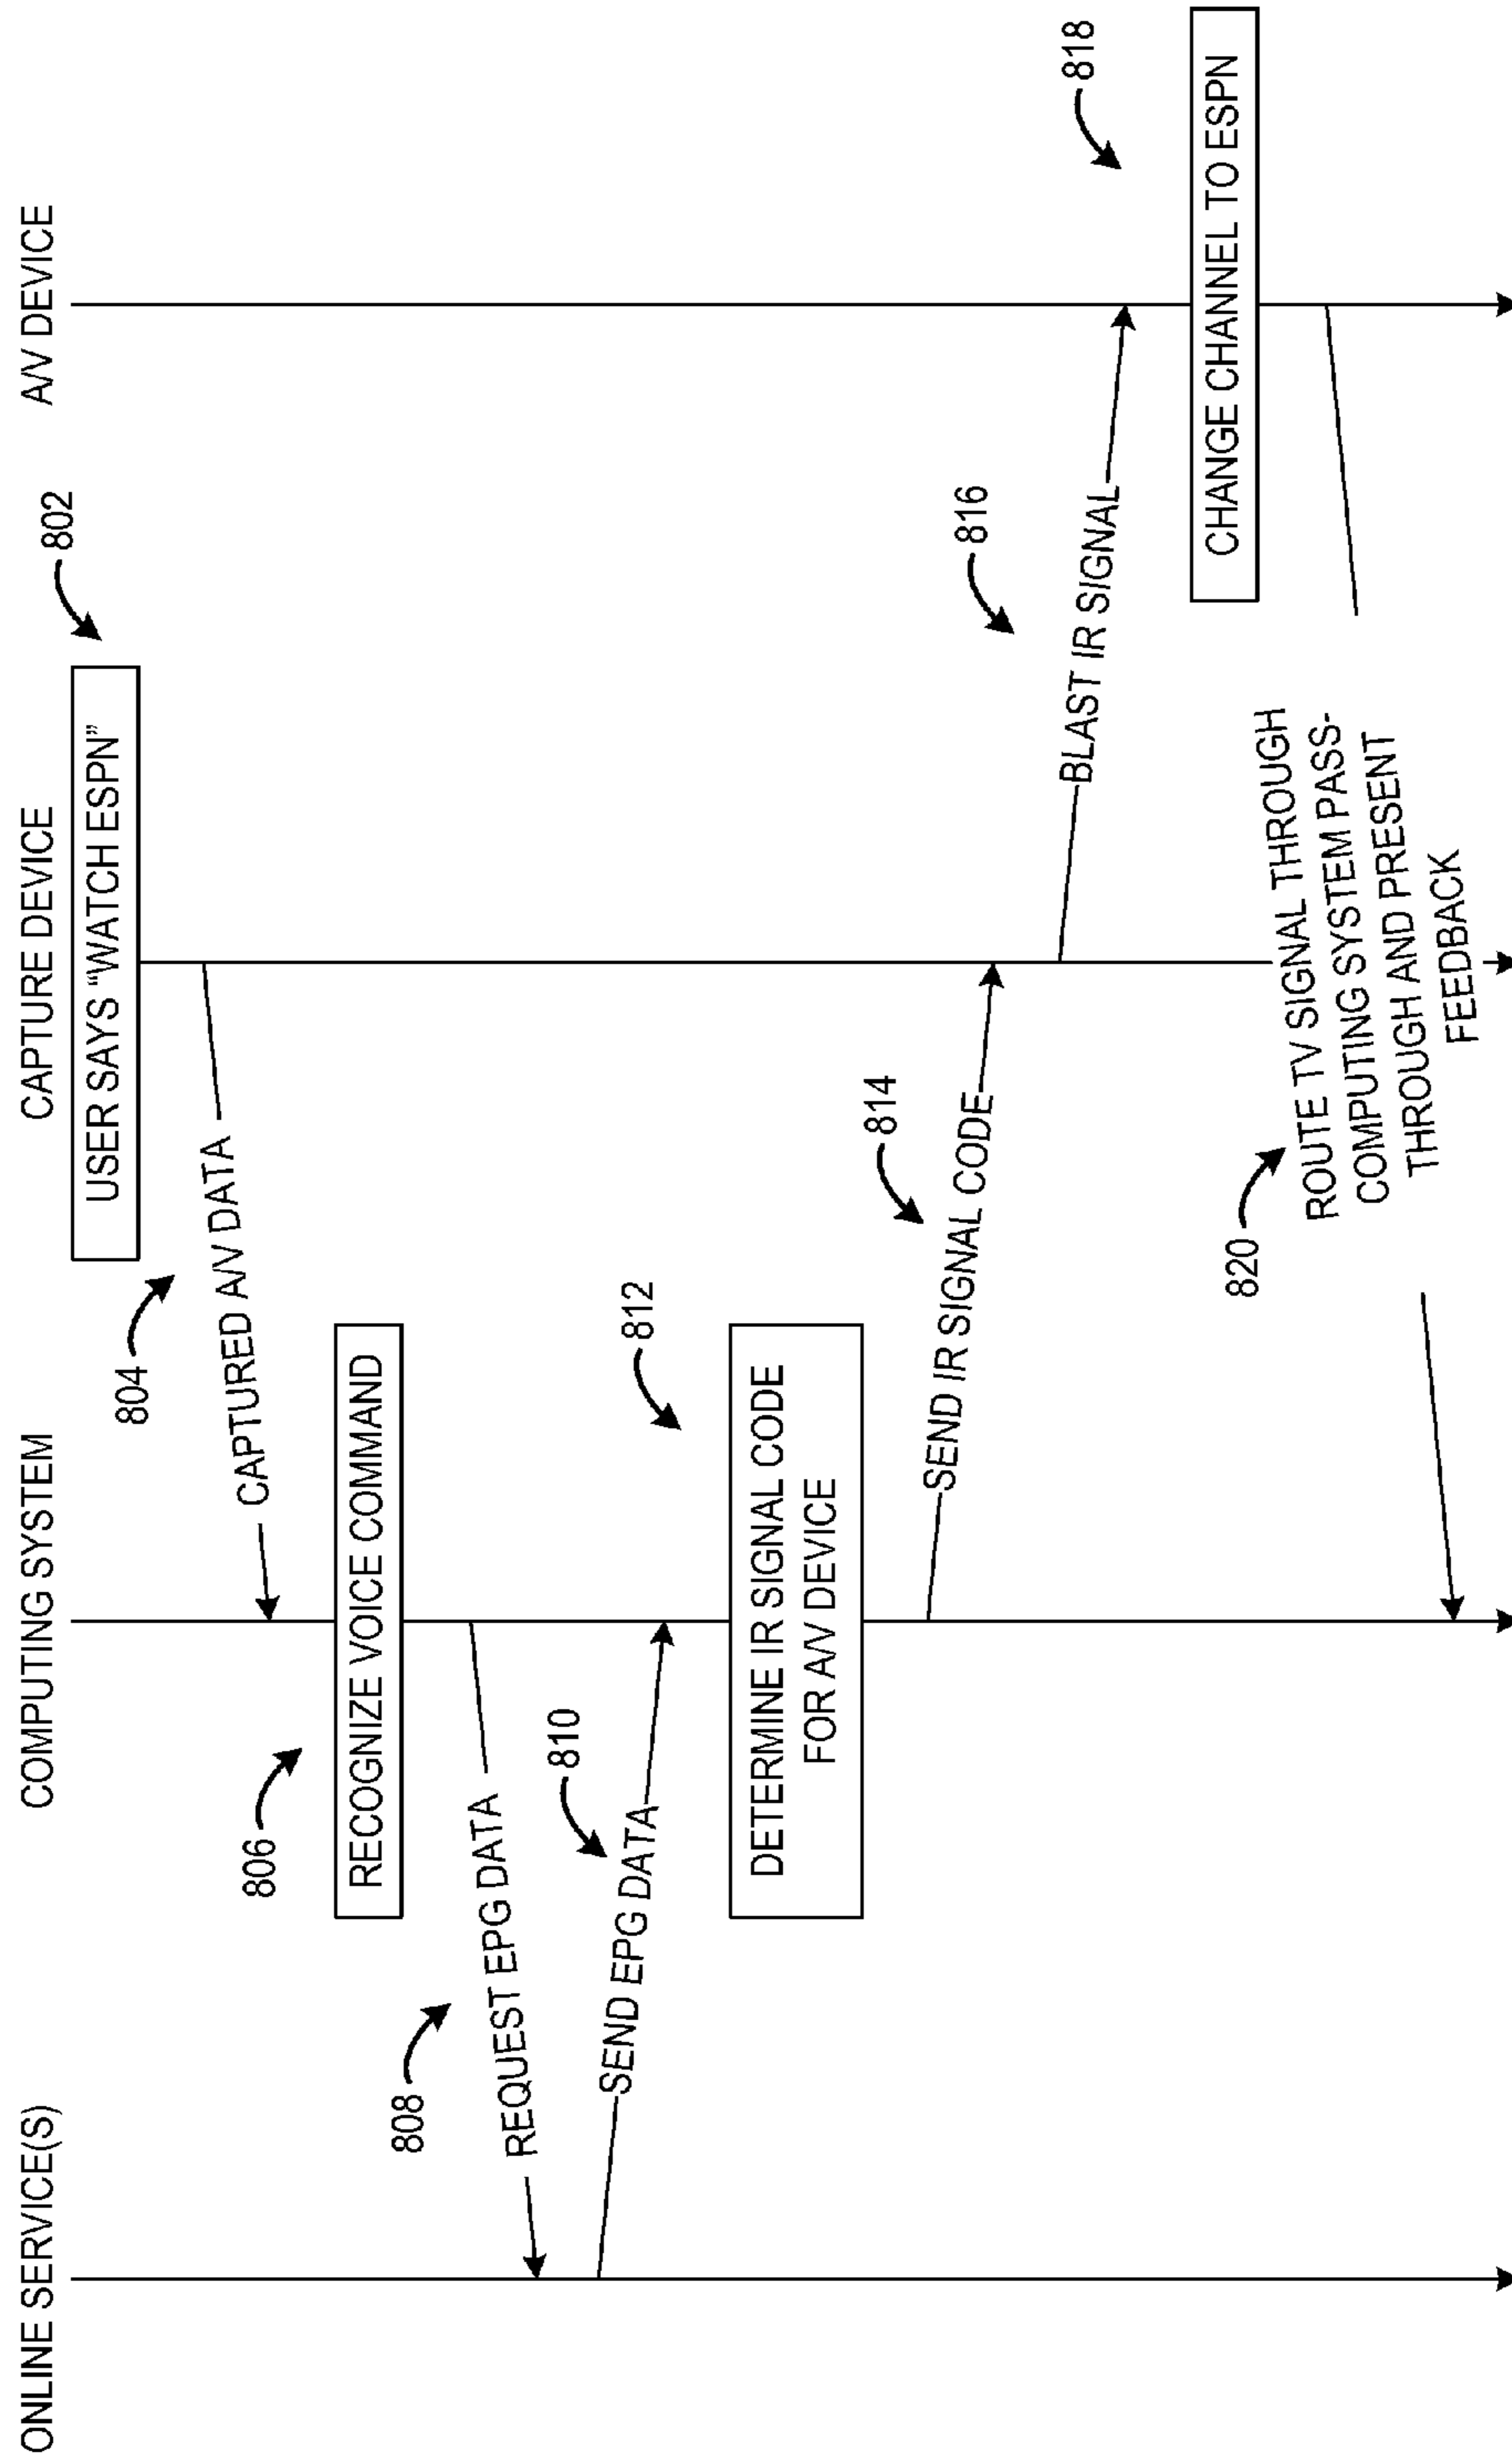 ONLINE SERVICE(S)
COMPUTING SYSTEM
CAPTURE DEVICE
A/V DEVICE
USER SAYS “WATCH ESPN”
802
804
CAPTURED A/V DATA
806
RECOGNIZE VOICE COMMAND
808
REQUEST EPG DATA
810
SEND EPG DATA
812
DETERMINE IR SIGNAL CODE
FOR A/V DEVICE
814
SEND IR SIGNAL CODE
816
BLAST IR SIGNAL
818
CHANGE CHANNEL TO ESPN
820
ROUTE TV SIGNAL THROUGH
COMPUTING SYSTEM PASS-
THROUGH AND PRESENT
FEEDBACK